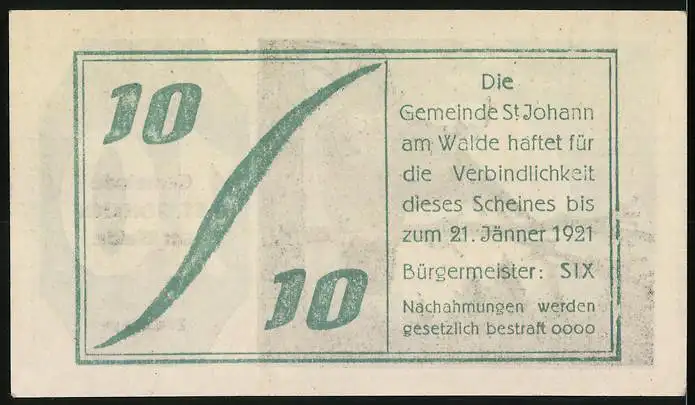 10
10
Die
Gemeinde St. Johann
am Walde haftet für
die Verbindlichkeit
dieses Scheines bis
zum 21. Jänner 1921
Bürgermeister: SIX
Nachahmungen werden
gesetzlich bestraft oooo